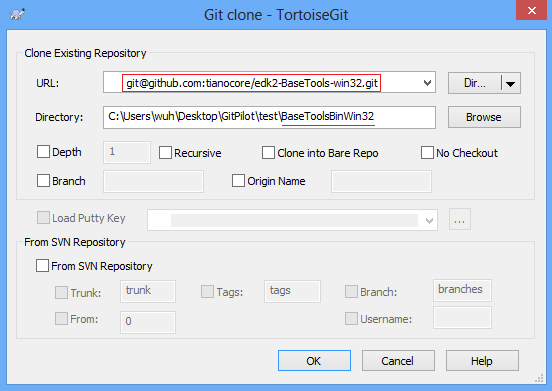 Git clone - TortoiseGit
Clone Existing Repository
URL: git@github.com:tianocore/edk2-BaseTools-win32.git Dir...
Directory: C:\Users\wuh\Desktop\GitPilot\test\BaseToolsBinWin32 Browse
Depth 1 Recursive Clone into Bare Repo No Checkout
Branch Origin Name
Load Putty Key ...
From SVN Repository
From SVN Repository
Trunk: trunk Tags: tags Branch: branches
From: 0 Username:
OK Cancel Help